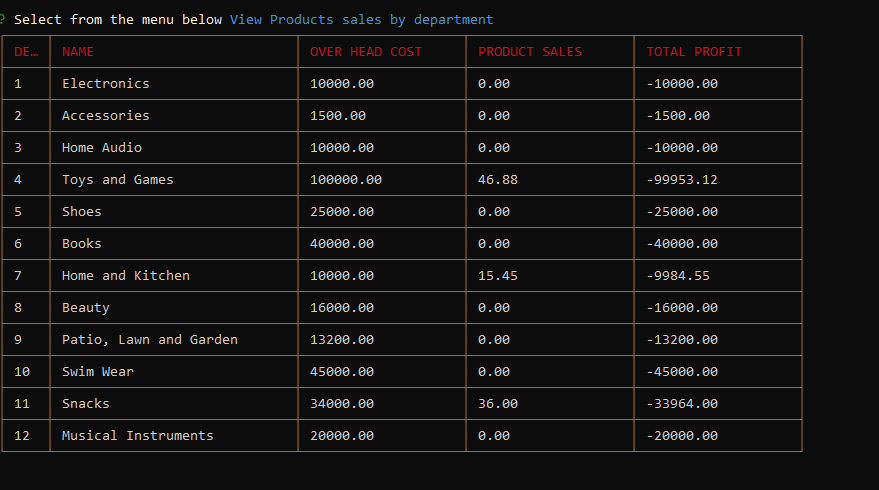 ? Select from the menu below View Products sales by department
DE… NAME OVER HEAD COST PRODUCT SALES TOTAL PROFIT
1 Electronics 10000.00 0.00 -10000.00
2 Accessories 1500.00 0.00 -1500.00
3 Home Audio 10000.00 0.00 -10000.00
4 Toys and Games 100000.00 46.88 -99953.12
5 Shoes 25000.00 0.00 -25000.00
6 Books 40000.00 0.00 -40000.00
7 Home and Kitchen 10000.00 15.45 -9984.55
8 Beauty 16000.00 0.00 -16000.00
9 Patio, Lawn and Garden 13200.00 0.00 -13200.00
10 Swim Wear 45000.00 0.00 -45000.00
11 Snacks 34000.00 36.00 -33964.00
12 Musical Instruments 20000.00 0.00 -20000.00